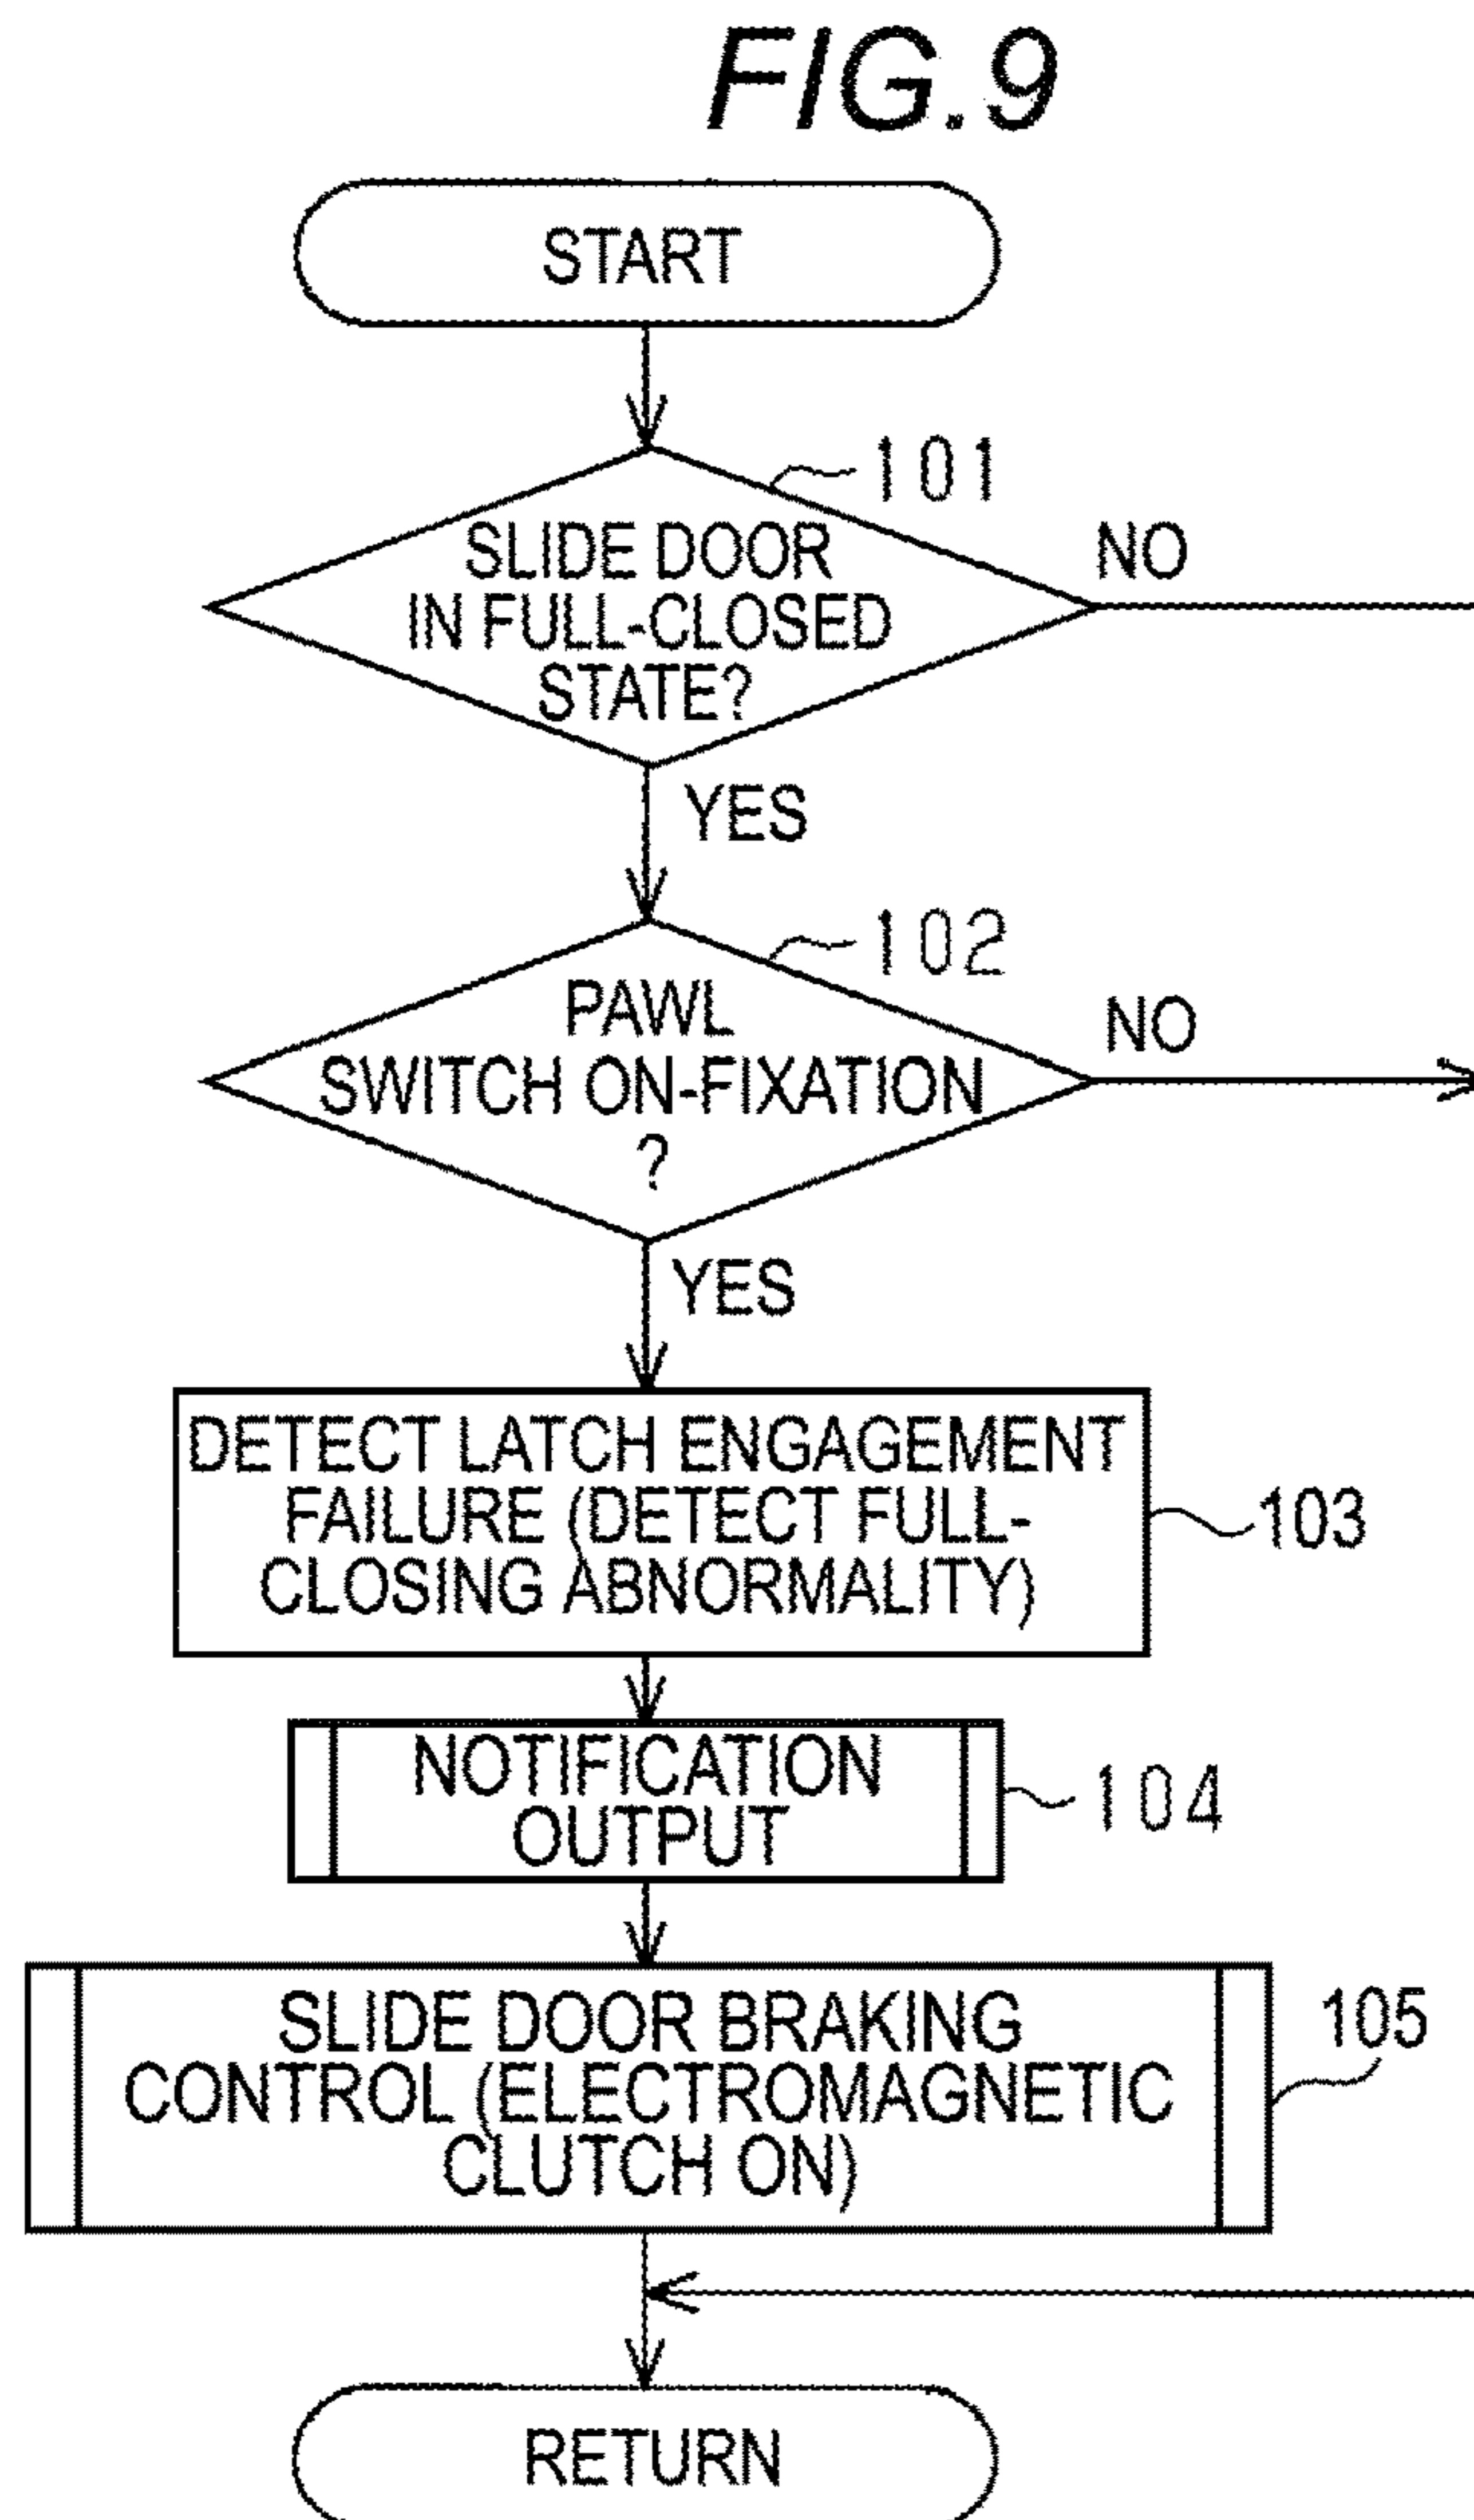 FIG.9
START
101
SLIDE DOOR
IN FULL-CLOSED
STATE?
NO
YES
102
PAWL
SWITCH ON-FIXATION
?
NO
YES
DETECT LATCH ENGAGEMENT
FAILURE (DETECT FULL-
CLOSING ABNORMALITY)
103
NOTIFICATION
OUTPUT
104
SLIDE DOOR BRAKING
CONTROL (ELECTROMAGNETIC
CLUTCH ON)
105
RETURN